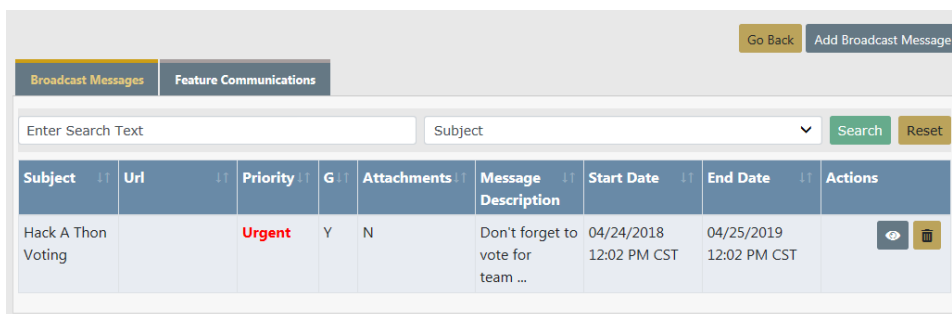 Go Back Add Broadcast Message
Broadcast Messages Feature Communications
Enter Search Text Subject Search Reset
Subject Url Priority G Attachments Message Description Start Date End Date Actions
Hack A Thon Voting Urgent Y N Don't forget to vote for team ... 04/24/2018 12:02 PM CST 04/25/2019 12:02 PM CST